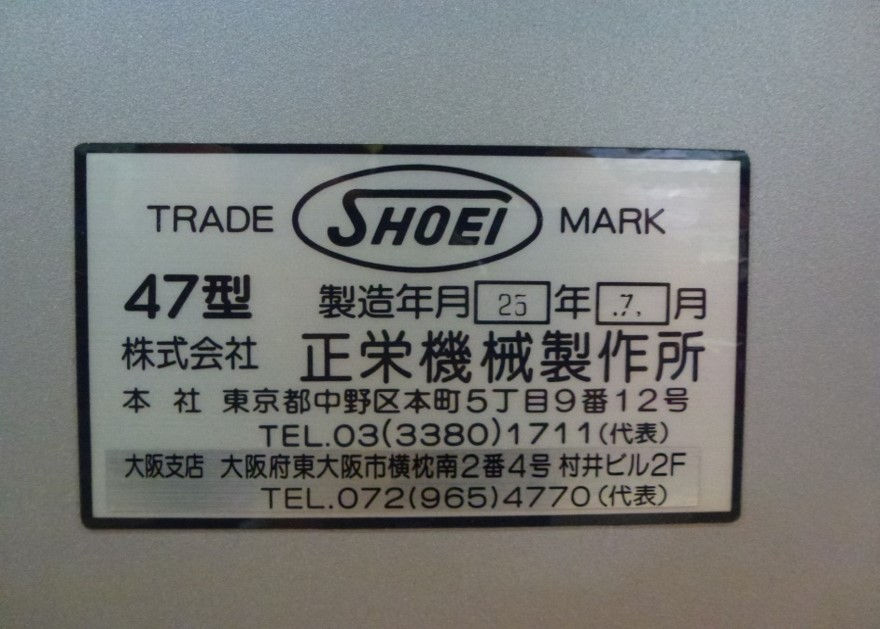 TRADE SHOEI MARK
47型 製造年月 25 年 7 月
株式会社 正栄機械製作所
本社 東京都中野区本町5丁目9番12号
TEL.03(3380)1711(代表)
大阪支店 大阪府東大阪市横枕南2番4号 村井ビル2F
TEL.072(965)4770(代表)